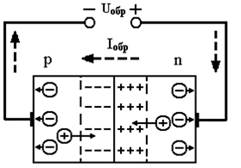 − Uобр +
Iобр
p n
− − − − + + + +
− − + + + + −
− − + + + + −
+ +
− − + + + + −